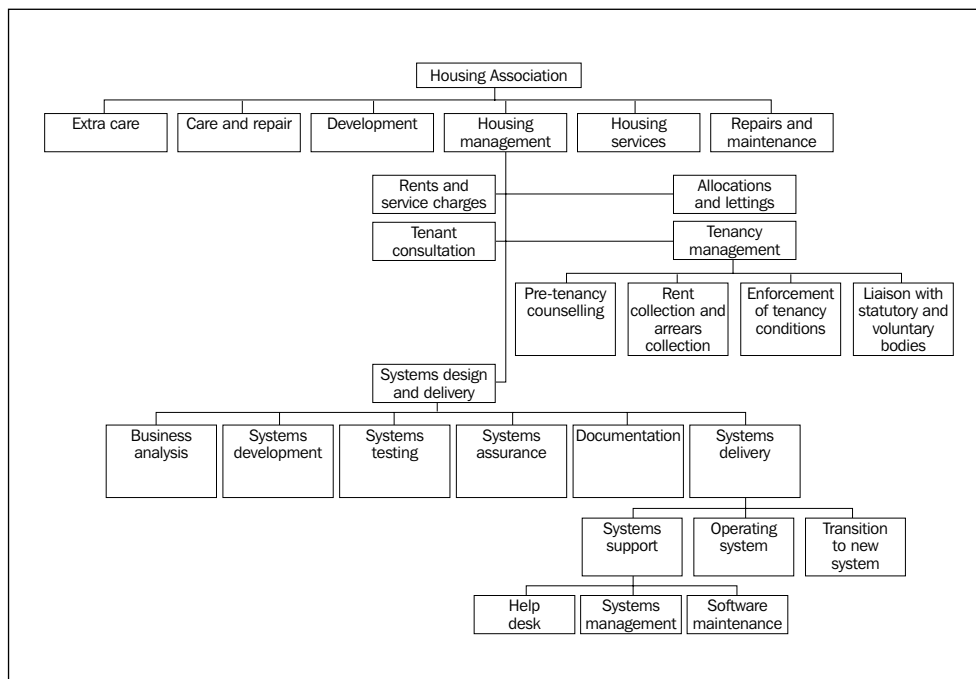 Housing Association
Extra care
Care and repair
Development
Housing
management
Housing
services
Repairs and
maintenance
Rents and
service charges
Allocations
and lettings
Tenant
consultation
Tenancy
management
Pre-tenancy
counselling
Rent
collection and
arrears
collection
Enforcement
of tenancy
conditions
Liaison with
statutory and
voluntary
bodies
Systems design
and delivery
Business
analysis
Systems
development
Systems
testing
Systems
assurance
Documentation
Systems
delivery
Systems
support
Operating
system
Transition
to new
system
Help
desk
Systems
management
Software
maintenance